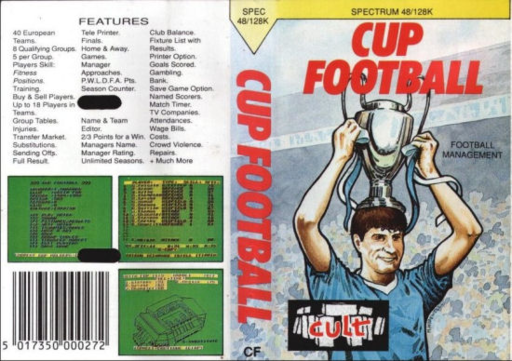 FEATURES
40 European
Teams.
8 Qualifying Groups.
5 per Group.
Players Skill:
Fitness
Positions.
Training.
Buy & Sell Players.
Up to 18 Players in
Teams.
Group Tables.
Injuries.
Transfer Market.
Substitutions.
Sending Offs.
Full Result.
Tele Printer.
Finals.
Home & Away.
Games.
Manager
Approaches.
P.W.L.D.F.A. Pts.
Season Counter.
Name & Team
Editor.
2/3 Points for a Win.
Managers Name.
Manager Rating.
Unlimited Seasons.
Club Balance.
Fixture List with
Results.
Printer Option.
Goals Scored.
Gambling.
Bank.
Save Game Option.
Named Scorers.
Match Timer.
TV Companies.
Attendances.
Wage Bills.
Costs.
Crowd Violence.
Repairs.
+ Much More
5 017350 000272
SPEC
48/128K
CUP FOOTBALL
CF
SPECTRUM 48/128K
CUP
FOOTBALL
FOOTBALL
MANAGEMENT
cult